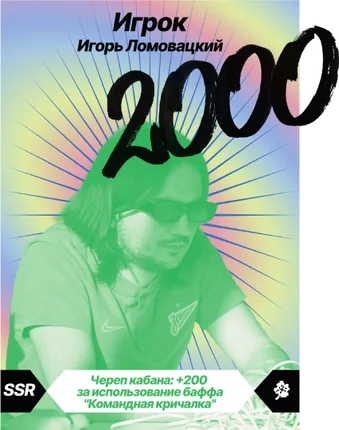 Игрок
Игорь Ломовацкий
2000
SSR
Череп кабана: +200
за использование баффа
"Командная кричалка"